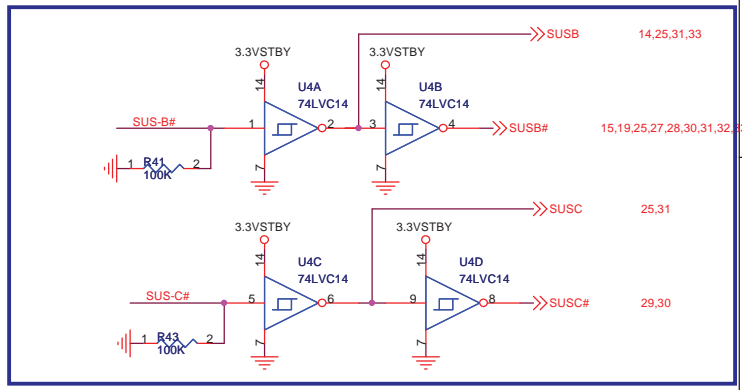 SUSB 14,25,31,33
3.3VSTBY 3.3VSTBY
14 U4A 14 U4B
74LVC14 74LVC14
SUS-B# 1 2 3 4 SUSB# 15,19,25,27,28,30,31,32,
1 R41 2 7 7
100K
SUSC 25,31
3.3VSTBY 3.3VSTBY
14 U4C 14 U4D
74LVC14 74LVC14
SUS-C# 5 6 9 8 SUSC# 29,30
1 R43 2 7 7
100K